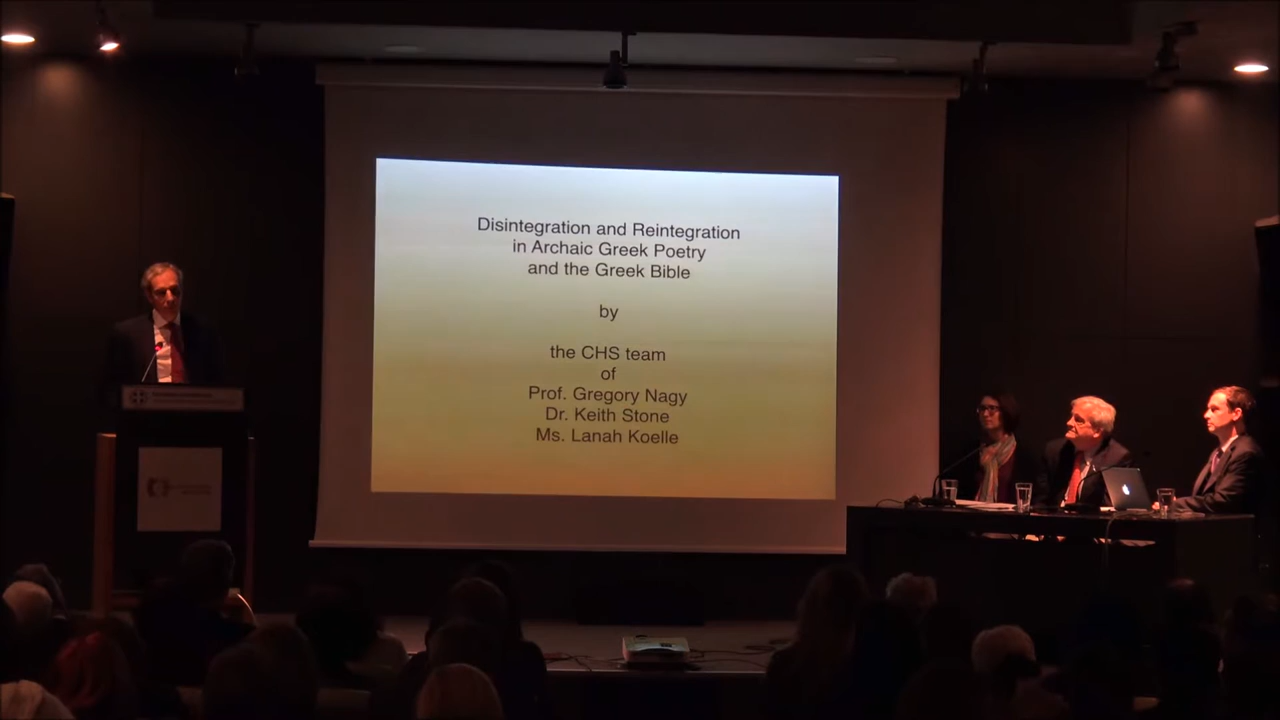 Disintegration and Reintegration
in Archaic Greek Poetry
and the Greek Bible
by
the CHS team
of
Prof. Gregory Nagy
Dr. Keith Stone
Ms. Lanah Koelle